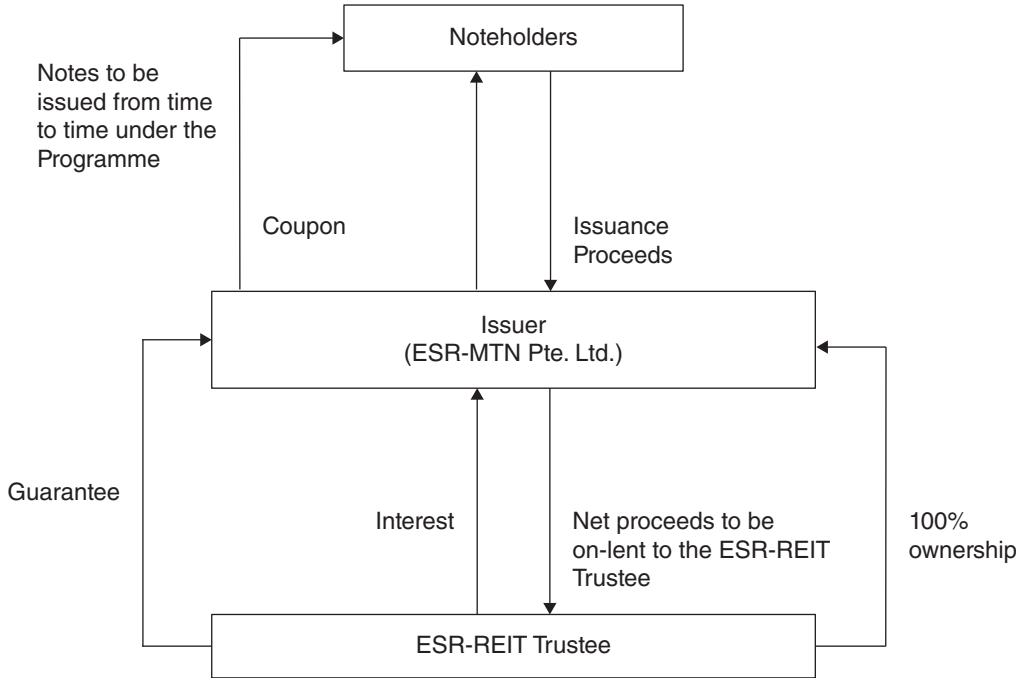 Noteholders
Notes to be
issued from time
to time under the
Programme
Coupon
Issuance
Proceeds
Issuer
(ESR-MTN Pte. Ltd.)
Guarantee
Interest
Net proceeds to be
on-lent to the ESR-REIT
Trustee
100%
ownership
ESR-REIT Trustee